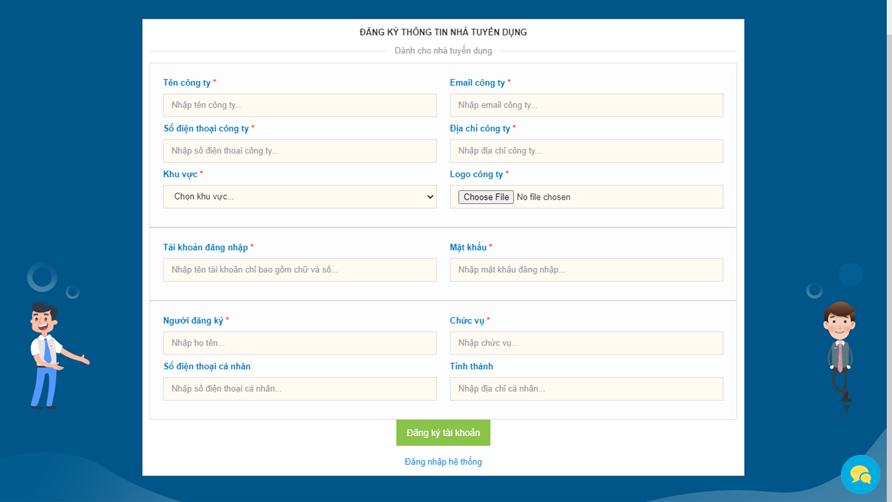 ĐĂNG KÝ THÔNG TIN NHÀ TUYỂN DỤNG
Dành cho nhà tuyển dụng
Tên công ty *
Email công ty *
Nhập tên công ty...
Nhập email công ty...
Số điện thoại công ty *
Địa chỉ công ty *
Nhập số điện thoại công ty...
Nhập địa chỉ công ty...
Khu vực *
Logo công ty *
Chọn khu vực...
Choose File No file chosen
Tài khoản đăng nhập *
Mật khẩu *
Nhập tên tài khoản chỉ bao gồm chữ và số...
Nhập mật khẩu đăng nhập...
Người đăng ký *
Chức vụ *
Nhập họ tên...
Nhập chức vụ...
Số điện thoại cá nhân
Tỉnh thành
Nhập số điện thoại cá nhân...
Nhập địa chỉ cá nhân...
Đăng ký tài khoản
Đăng nhập hệ thống